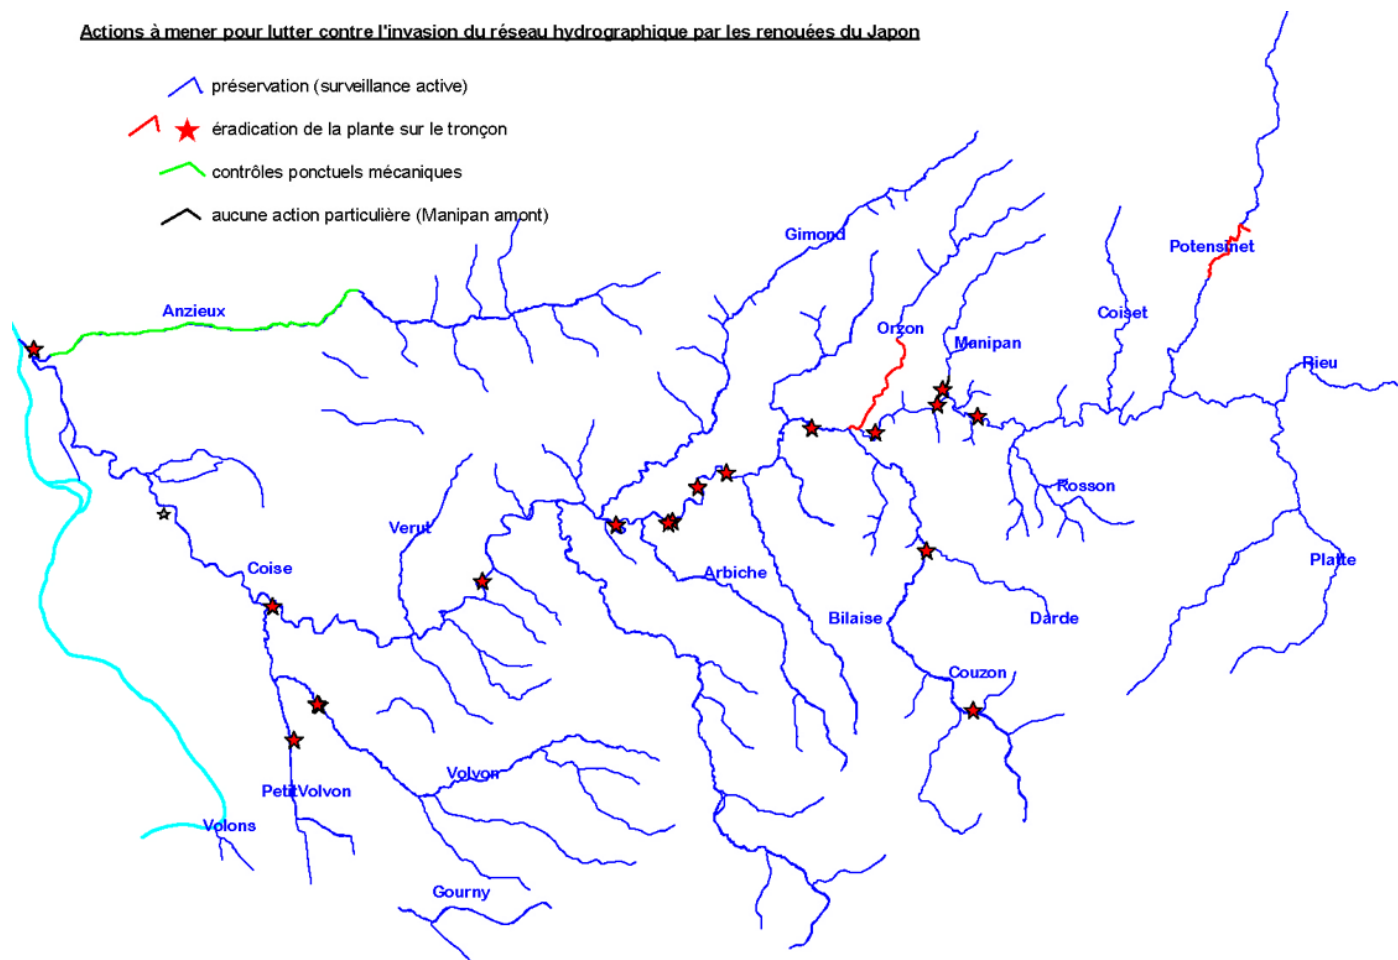 Actions à mener pour lutter contre l'invasion du réseau hydrographique par les renouées du Japon
préservation (surveillance active)
éradication de la plante sur le tronçon
contrôles ponctuels mécaniques
aucune action particulière (Manipan amont)
Gimond
Potensinet
Anzieux
Coiset
Orzon
Manipan
Rieu
Rosson
Verut
Platte
Coise
Arbiche
Bilaise
Darde
Couzon
Volvon
PetitVolvon
Volons
Gourny